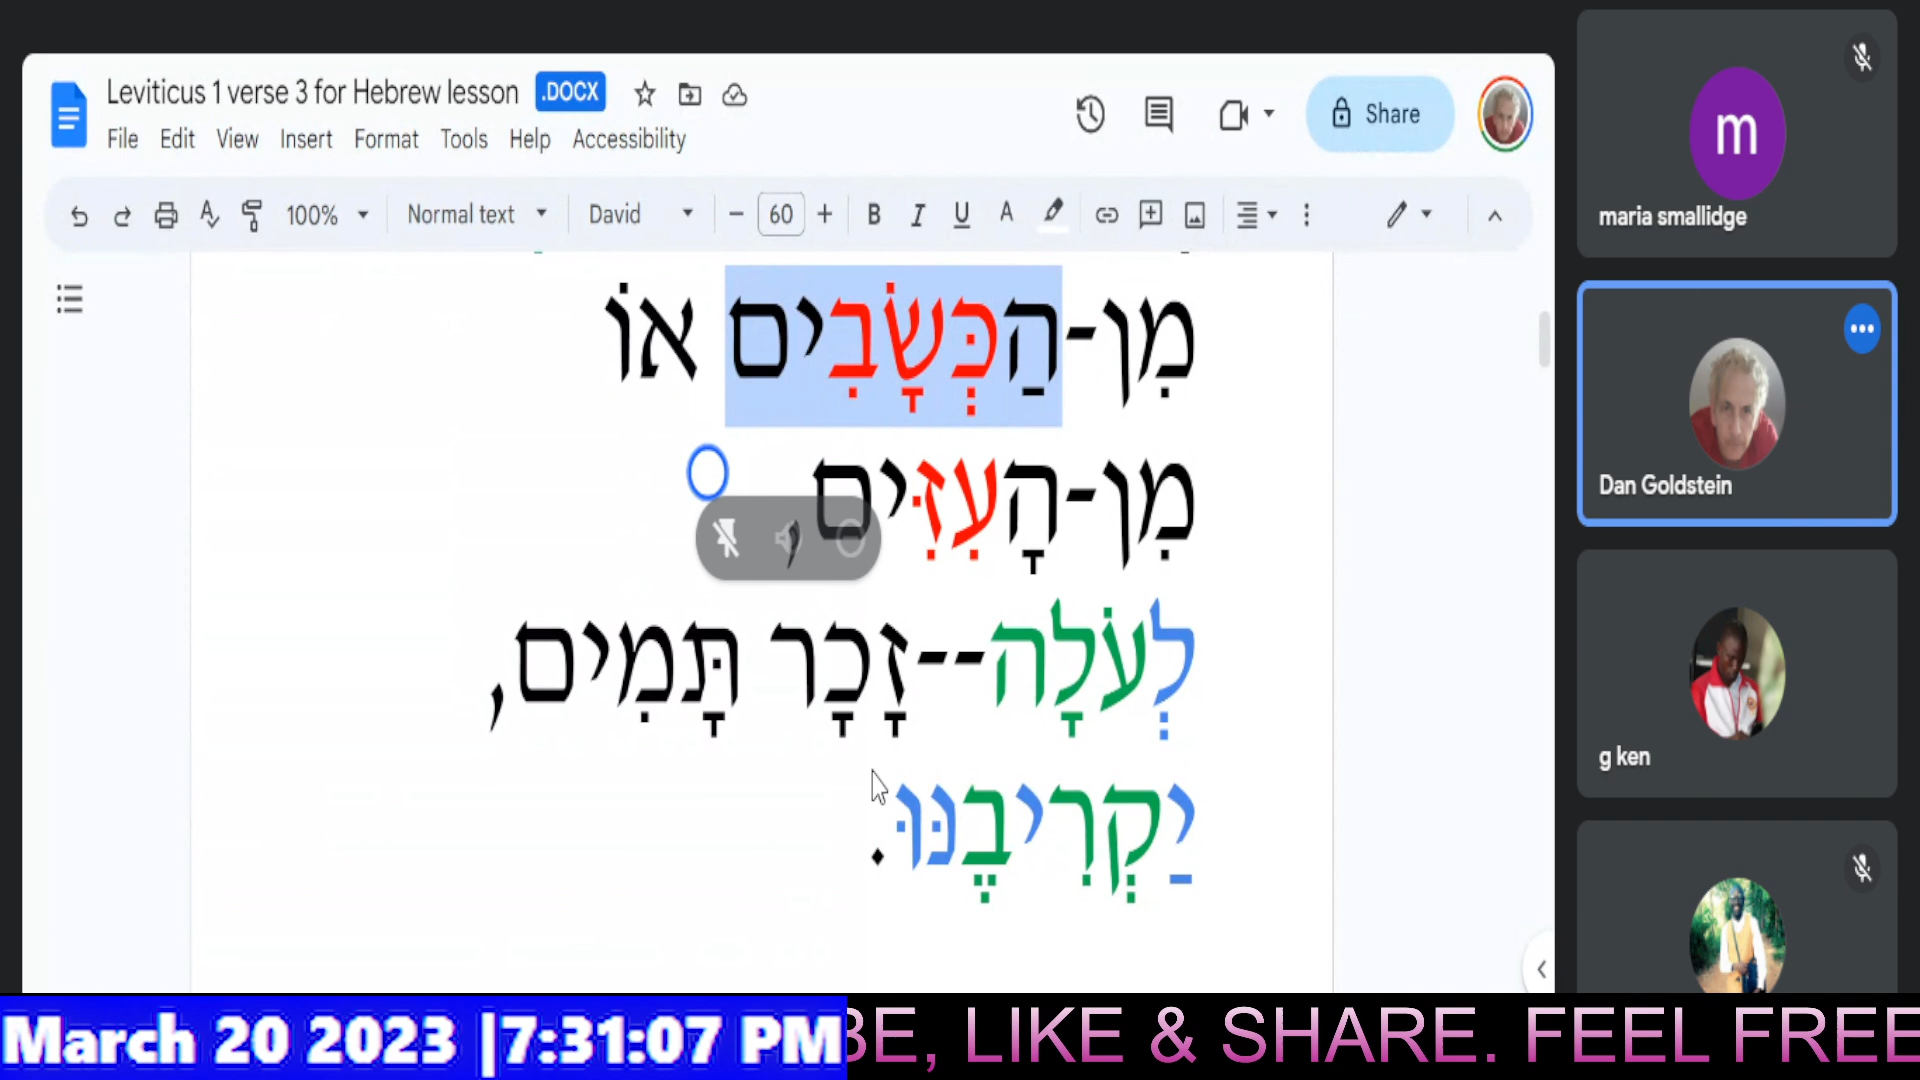 Leviticus 1 verse 3 for Hebrew lesson .DOCX
File Edit View Insert Format Tools Help Accessibility
Share
100% Normal text David 60 B I U A
מִן-הַכְּשָׂבִים אוֹ
מִן-הָעִזִּים,
לְעֹלָה--זָכָר תָּמִים,
יַקְרִיבֶנּוּ.
m
maria smallidge
Dan Goldstein
g ken
March 20 2023 |7:31:07 PM
BE, LIKE & SHARE. FEEL FREE